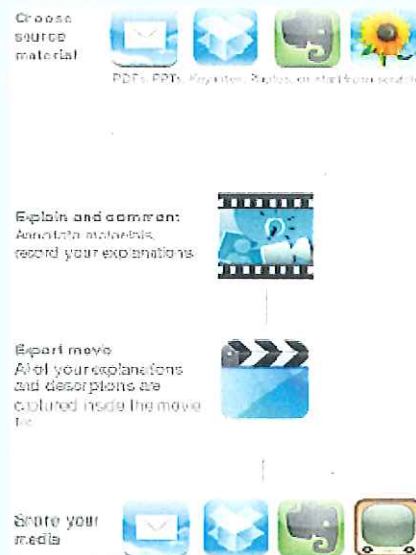 Choose
source
material
PDFs, PPTs, Keynotes, Photos, or start from scratch
Explain and comment
Annotate materials,
record your explanations
Export movie
All of your explanations
and descriptions are
captured inside the movie
file
Share your
media